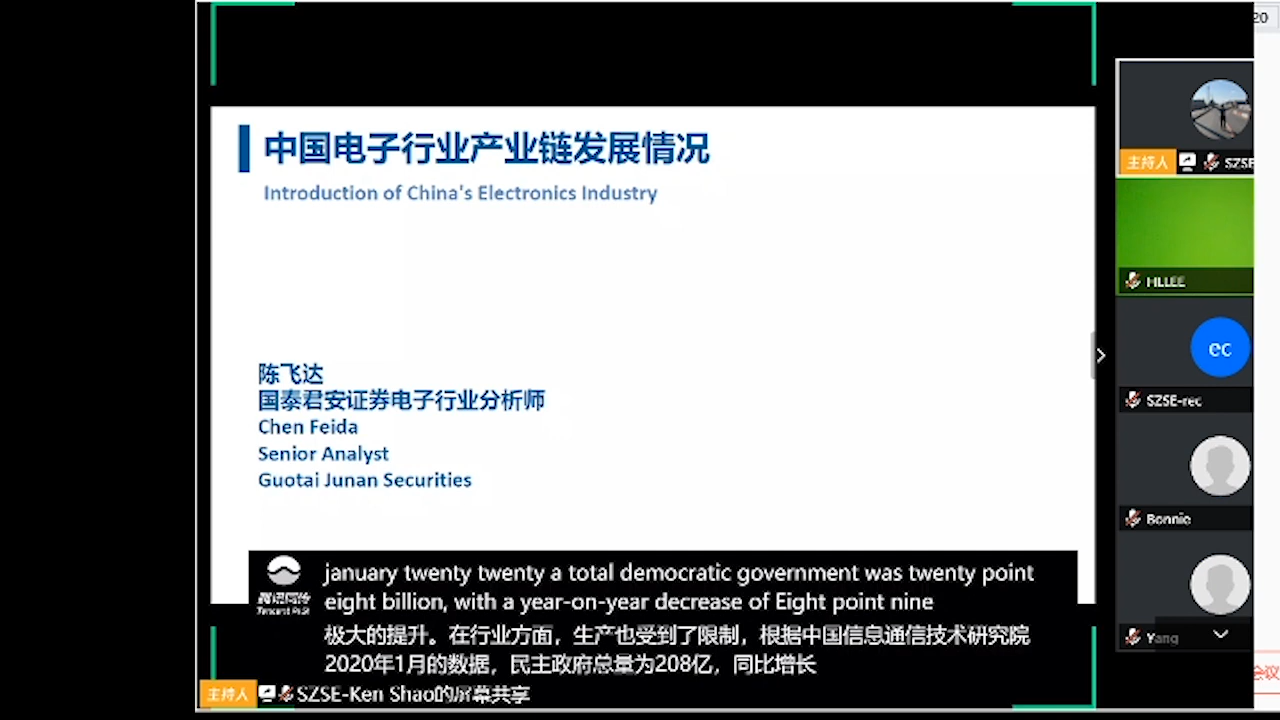 20
中国电子行业产业链发展情况
Introduction of China's Electronics Industry
主持人
SZSE
HLLEE
陈飞达
国泰君安证券电子行业分析师
Chen Feida
Senior Analyst
Guotai Junan Securities
ec
SZSE-rec
Bonnie
Yang
腾讯同传
january twenty twenty a total democratic government was twenty point
eight billion, with a year-on-year decrease of Eight point nine
极大的提升。在行业方面，生产也受到了限制，根据中国信息通信技术研究院
2020年1月的数据，民主政府总量为208亿，同比增长
主持人
SZSE-Ken Shao的屏幕共享
会议